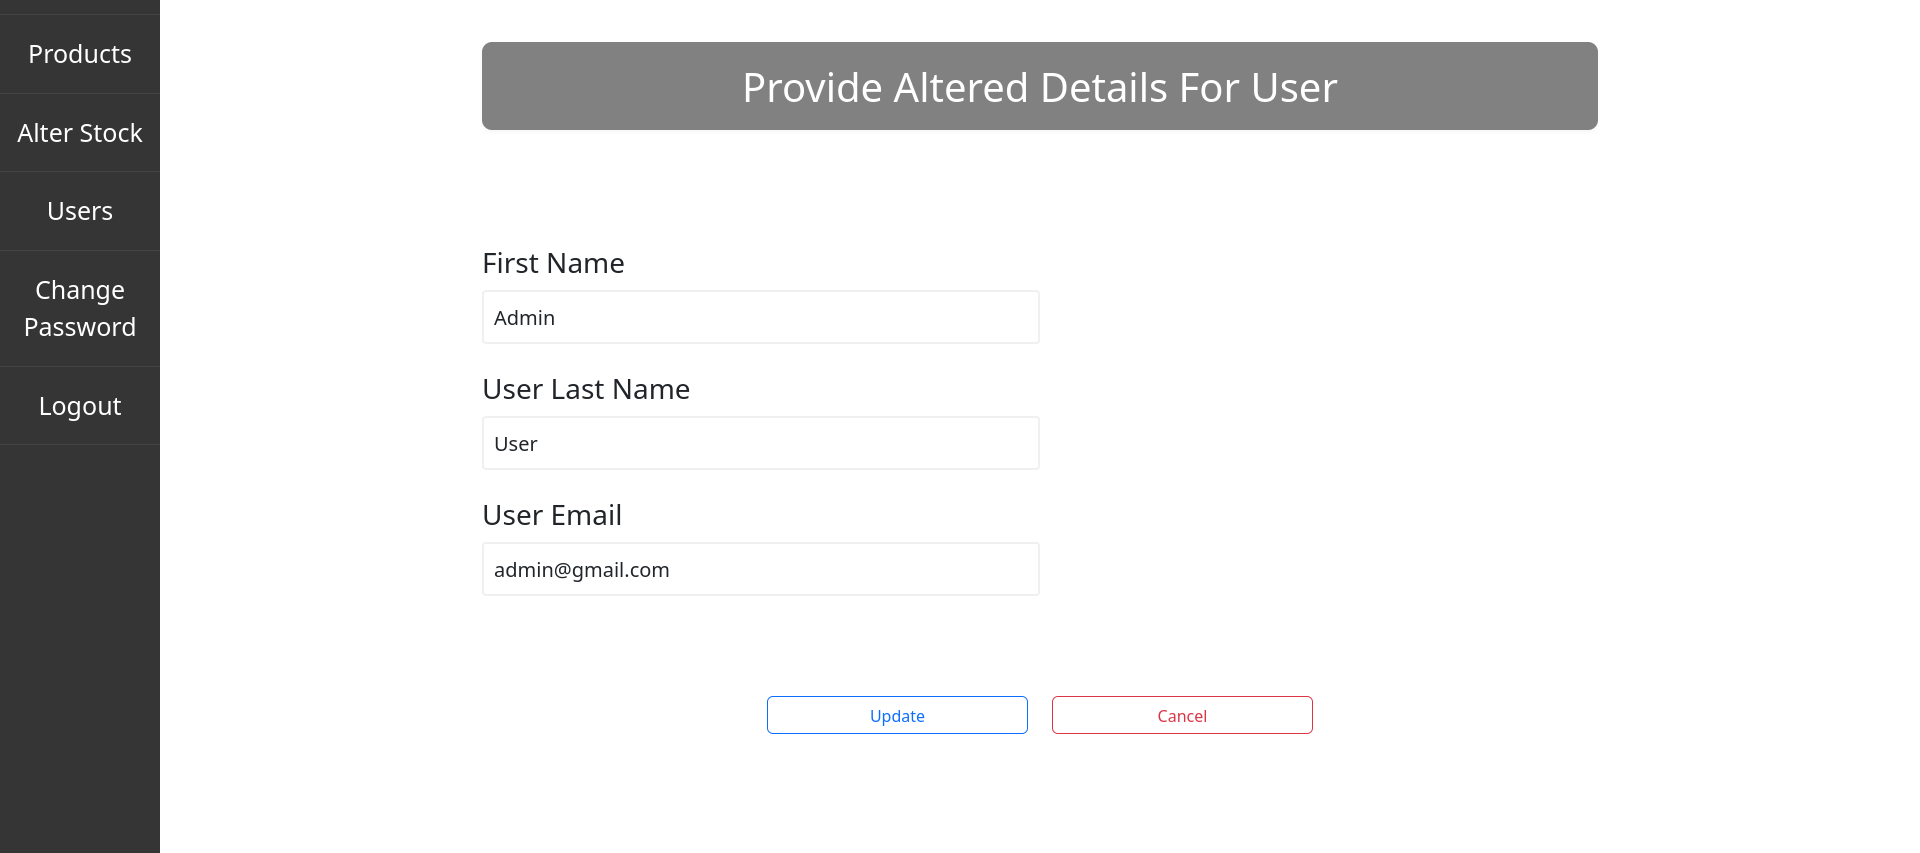 Products
Alter Stock
Users
Change
Password
Logout
Provide Altered Details For User
First Name
Admin
User Last Name
User
User Email
admin@gmail.com
Update
Cancel